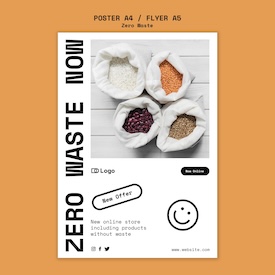 POSTER A4 / FLYER A5
Zero Waste
ZERO WASTE NOW
Logo
Now Online
New Offer
New online store
including products
without waste
www.website.com